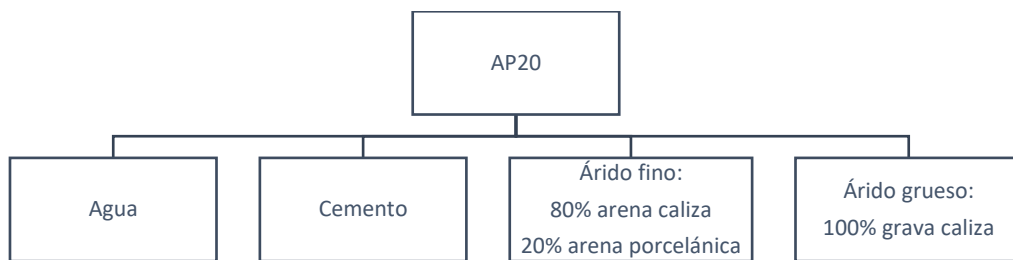 AP20
Agua
Cemento
Árido fino:
80% arena caliza
20% arena porcelánica
Árido grueso:
100% grava caliza